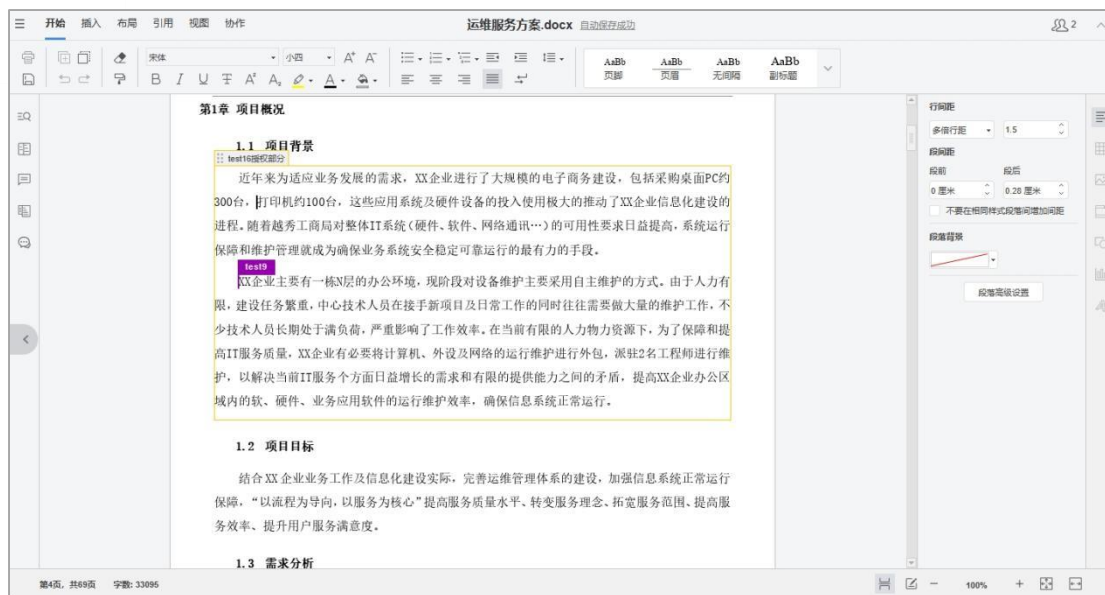 开始 插入 布局 引用 视图 协作 运维服务方案.docx 自动保存成功 2
宋体 小四 A+ A- AaBb AaBb AaBb AaBb
B I U A 页脚 页眉 无间隔 副标题
第1章 项目概况
1.1 项目背景
test16授权部分
近年来为适应业务发展的需求，XX企业进行了大规模的电子商务建设，包括采购桌面PC约
300台，打印机约100台，这些应用系统及硬件设备的投入使用极大的推动了XX企业信息化建设的
进程。随着越秀工商局对整体IT系统(硬件、软件、网络通讯…)的可用性要求日益提高，系统运行
保障和维护管理就成为确保业务系统安全稳定可靠运行的最有力的手段。
test9
XX企业主要有一栋N层的办公环境，现阶段对设备维护主要采用自主维护的方式。由于人力有
限，建设任务繁重，中心技术人员在接手新项目及日常工作的同时往往需要做大量的维护工作，不
少技术人员长期处于满负荷，严重影响了工作效率。在当前有限的人力物力资源下，为了保障和提
高IT服务质量，XX企业有必要将计算机、外设及网络的运行维护进行外包，派驻2名工程师进行维
护，以解决当前IT服务个方面日益增长的需求和有限的提供能力之间的矛盾，提高XX企业办公区
域内的软、硬件、业务应用软件的运行维护效率，确保信息系统正常运行。
1.2 项目目标
结合XX企业业务工作及信息化建设实际，完善运维管理体系的建设，加强信息系统正常运行
保障，“以流程为导向，以服务为核心”提高服务质量水平、转变服务理念、拓宽服务范围、提高服
务效率、提升用户服务满意度。
1.3 需求分析
行间距
多倍行距 1.5
段间距
段前 段后
0 厘米 0.28 厘米
不要在相同样式段落间增加间距
段落背景
段落高级设置
第4页，共69页 字数: 33095 100%